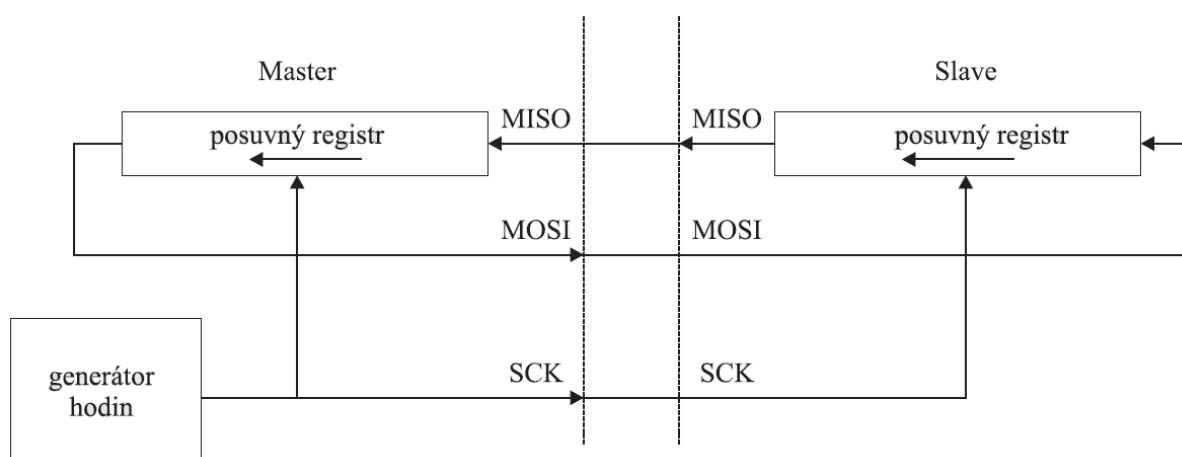 Master
Slave
MISO
MISO
posuvný registr
posuvný registr
MOSI
MOSI
SCK
SCK
generátor
hodin